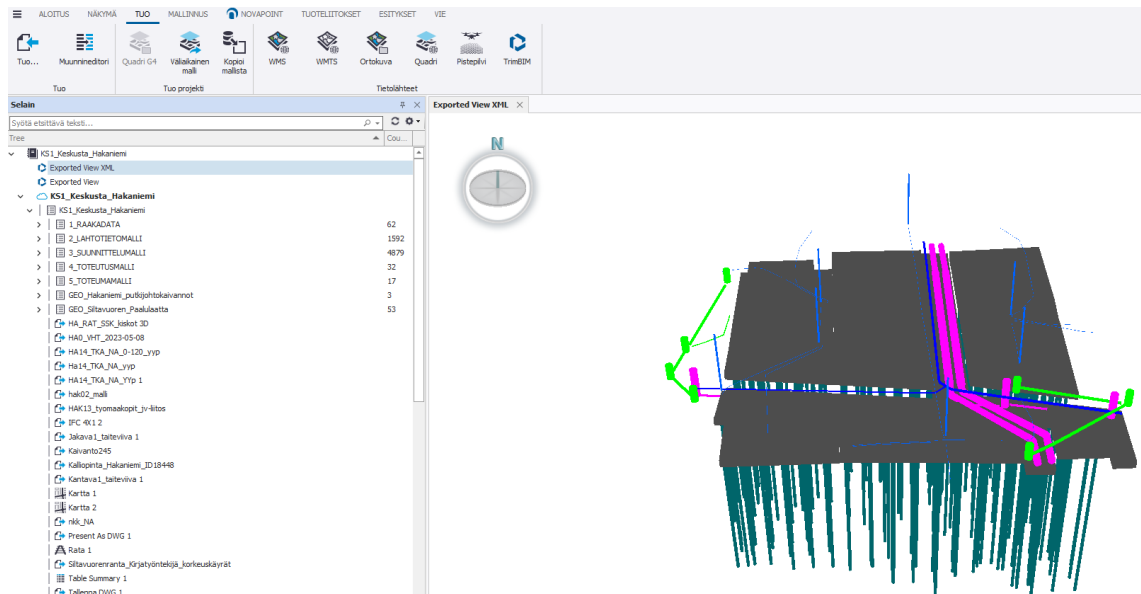 ALOITUS NÄKYMÄ TUO MALLINNUS NOVAPOINT TUOTELIITOKSET ESITYKSET VIE
Tuo... Muunnineditori Quadri G4 Väliaikainen malli Kopioi mallista WMS WMTS Ortokuva Quadri Pistepilvi TrimBIM
Tuo Tuo projekti Tietolähteet
Selain Exported View XML
Syötä etsittävä teksti...
Tree Cou...
KS1_Keskusta_Hakaniemi
Exported View XML
Exported View
KS1_Keskusta_Hakaniemi
KS1_Keskusta_Hakaniemi
1_RAAKADATA 62
2_LAHTOTIETOMALLI 1592
3_SUUNNITTELUMALLI 4879
4_TOTEUTUSMALLI 32
5_TOTEUMAMALLI 17
GEO_Hakaniemi_putkijohtokaivannot 3
GEO_Siltavuoren_Paalulaatta 53
HA_RAT_SSK_kiskot 3D
HA0_VHT_2023-05-08
HA14_TKA_NA_0-120_yyp
Ha14_TKA_NA_yyp
HA14_TKA_NA_YYp 1
hak02_malli
HAK13_tyomaakopit_jv-liitos
IFC 4X1 2
Jakava1_taiteviiva 1
Kaivanto245
Kalliopinta_Hakaniemi_ID18448
Kantava1_taiteviiva 1
Kartta 1
Kartta 2
nkk_NA
Present As DWG 1
Rata 1
Siltavuorenranta_Kirjatyöntekijä_korkeuskäyrät
Table Summary 1
Tallenna DWG 1
N